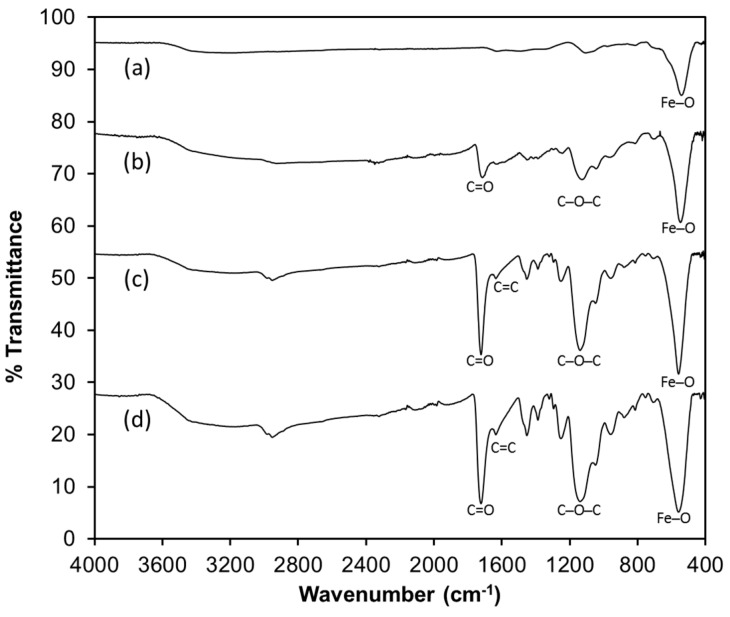 100
90
80
70
60
50
40
30
20
10
0
% Transmittance
(a)
Fe–O
(b)
C=O
C–O–C
Fe–O
(c)
C=C
C=O
C–O–C
Fe–O
(d)
C=C
C=O
C–O–C
Fe–O
4000 3600 3200 2800 2400 2000 1600 1200 800 400
Wavenumber (cm⁻¹)